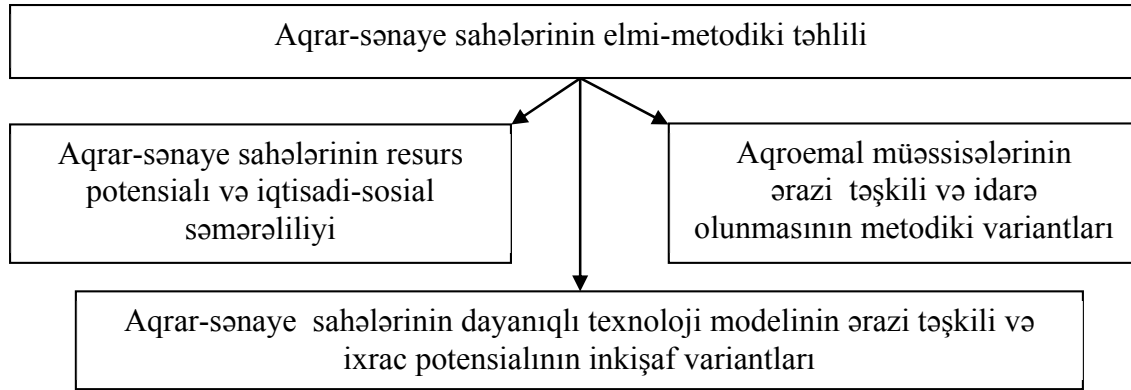 Aqrar-sənaye sahələrinin elmi-metodiki təhlili
Aqrar-sənaye sahələrinin resurs
potensialı və iqtisadi-sosial
səmərəliliyi
Aqroemal müəssisələrinin
ərazi təşkili və idarə
olunmasının metodiki variantları
Aqrar-sənaye sahələrinin dayanıqlı texnoloji modelinin ərazi təşkili və
ixrac potensialının inkişaf variantları